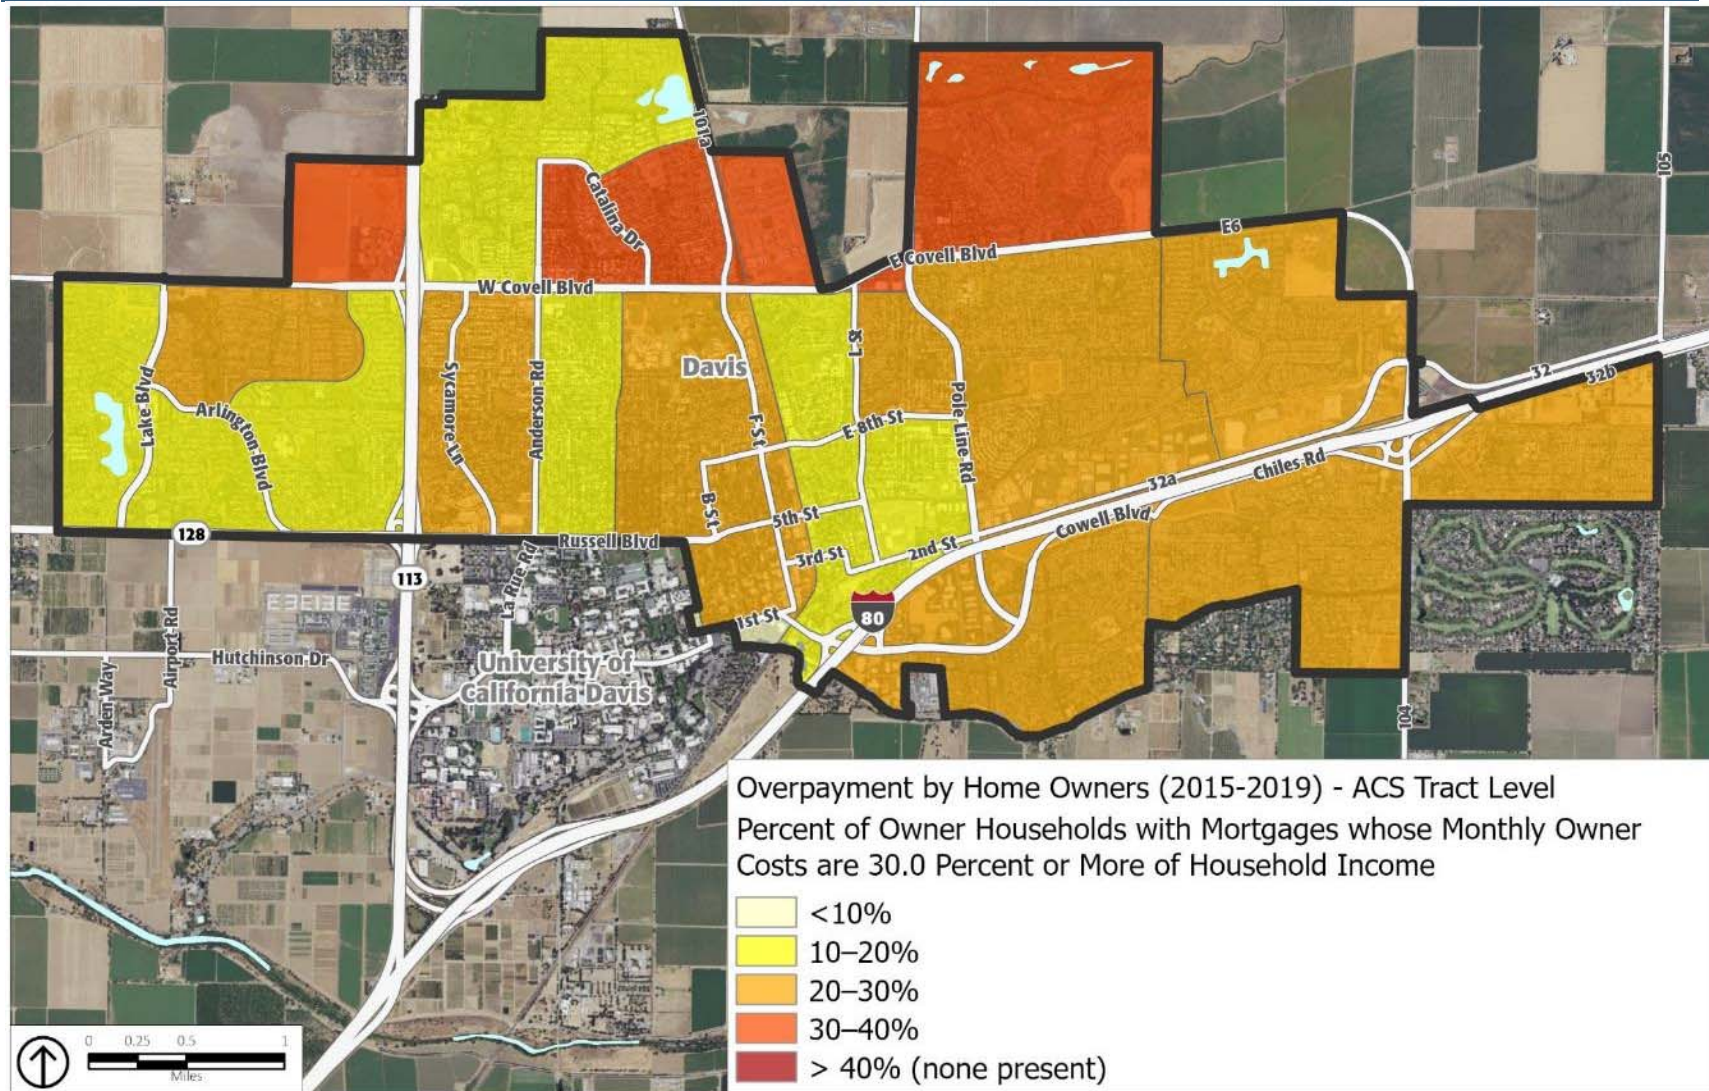 101a
105
Catalina Dr
E6
E Covell Blvd
W Covell Blvd
L St
Davis
Lake Blvd
Arlington Blvd
Sycamore Ln
Anderson Rd
F St
E 8th St
Pole Line Rd
32
32b
B St
5th St
32a
Chiles Rd
Cowell Blvd
128
Russell Blvd
3rd St
2nd St
113
La Rue Rd
1st St
80
Airport Rd
Hutchinson Dr
Arden Way
University of
California Davis
104
Overpayment by Home Owners (2015-2019) - ACS Tract Level
Percent of Owner Households with Mortgages whose Monthly Owner
Costs are 30.0 Percent or More of Household Income
<10%
10–20%
20–30%
30–40%
> 40% (none present)
0 0.25 0.5 1
Miles